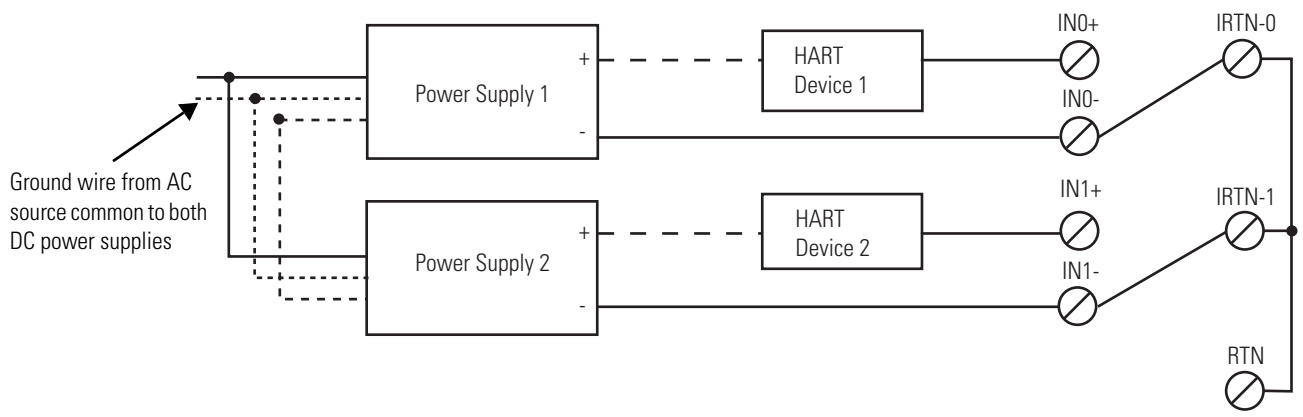 IN0+
IRTN-0
+
HART
Device 1
Power Supply 1
IN0-
-
Ground wire from AC
source common to both
DC power supplies
IN1+
IRTN-1
+
HART
Device 2
Power Supply 2
IN1-
-
RTN